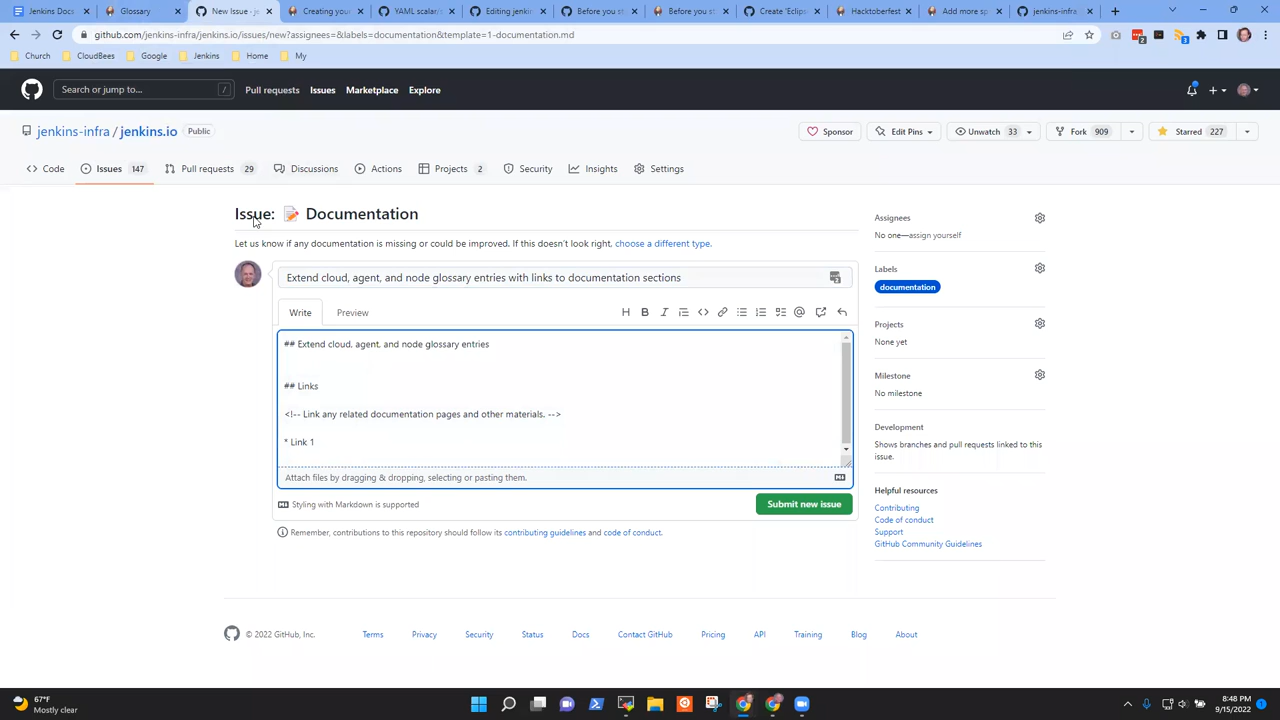 Jenkins Docs
Glossary
New Issue · je
Creating your
YAML scalar/s
Editing jenkin
Before you st
Before you st
Create 'Eclips
Hacktoberfest
Add more sp
jenkins-infra
github.com/jenkins-infra/jenkins.io/issues/new?assignees=&labels=documentation&template=1-documentation.md
Church
CloudBees
Google
Jenkins
Home
My
Search or jump to...
/
Pull requests
Issues
Marketplace
Explore
jenkins-infra / jenkins.io
Public
Sponsor
Edit Pins
Unwatch 33
Fork 909
Starred 227
Code
Issues 147
Pull requests 29
Discussions
Actions
Projects 2
Security
Insights
Settings
Issue: Documentation
Let us know if any documentation is missing or could be improved. If this doesn't look right, choose a different type.
Extend cloud, agent, and node glossary entries with links to documentation sections
Write
Preview
## Extend cloud, agent, and node glossary entries
## Links
<!-- Link any related documentation pages and other materials. -->
* Link 1
Attach files by dragging & dropping, selecting or pasting them.
Styling with Markdown is supported
Submit new issue
Remember, contributions to this repository should follow its contributing guidelines and code of conduct.
Assignees
No one—assign yourself
Labels
documentation
Projects
None yet
Milestone
No milestone
Development
Shows branches and pull requests linked to this
issue.
Helpful resources
Contributing
Code of conduct
Support
GitHub Community Guidelines
© 2022 GitHub, Inc.
Terms
Privacy
Security
Status
Docs
Contact GitHub
Pricing
API
Training
Blog
About
67°F
Mostly clear
8:48 PM
9/15/2022